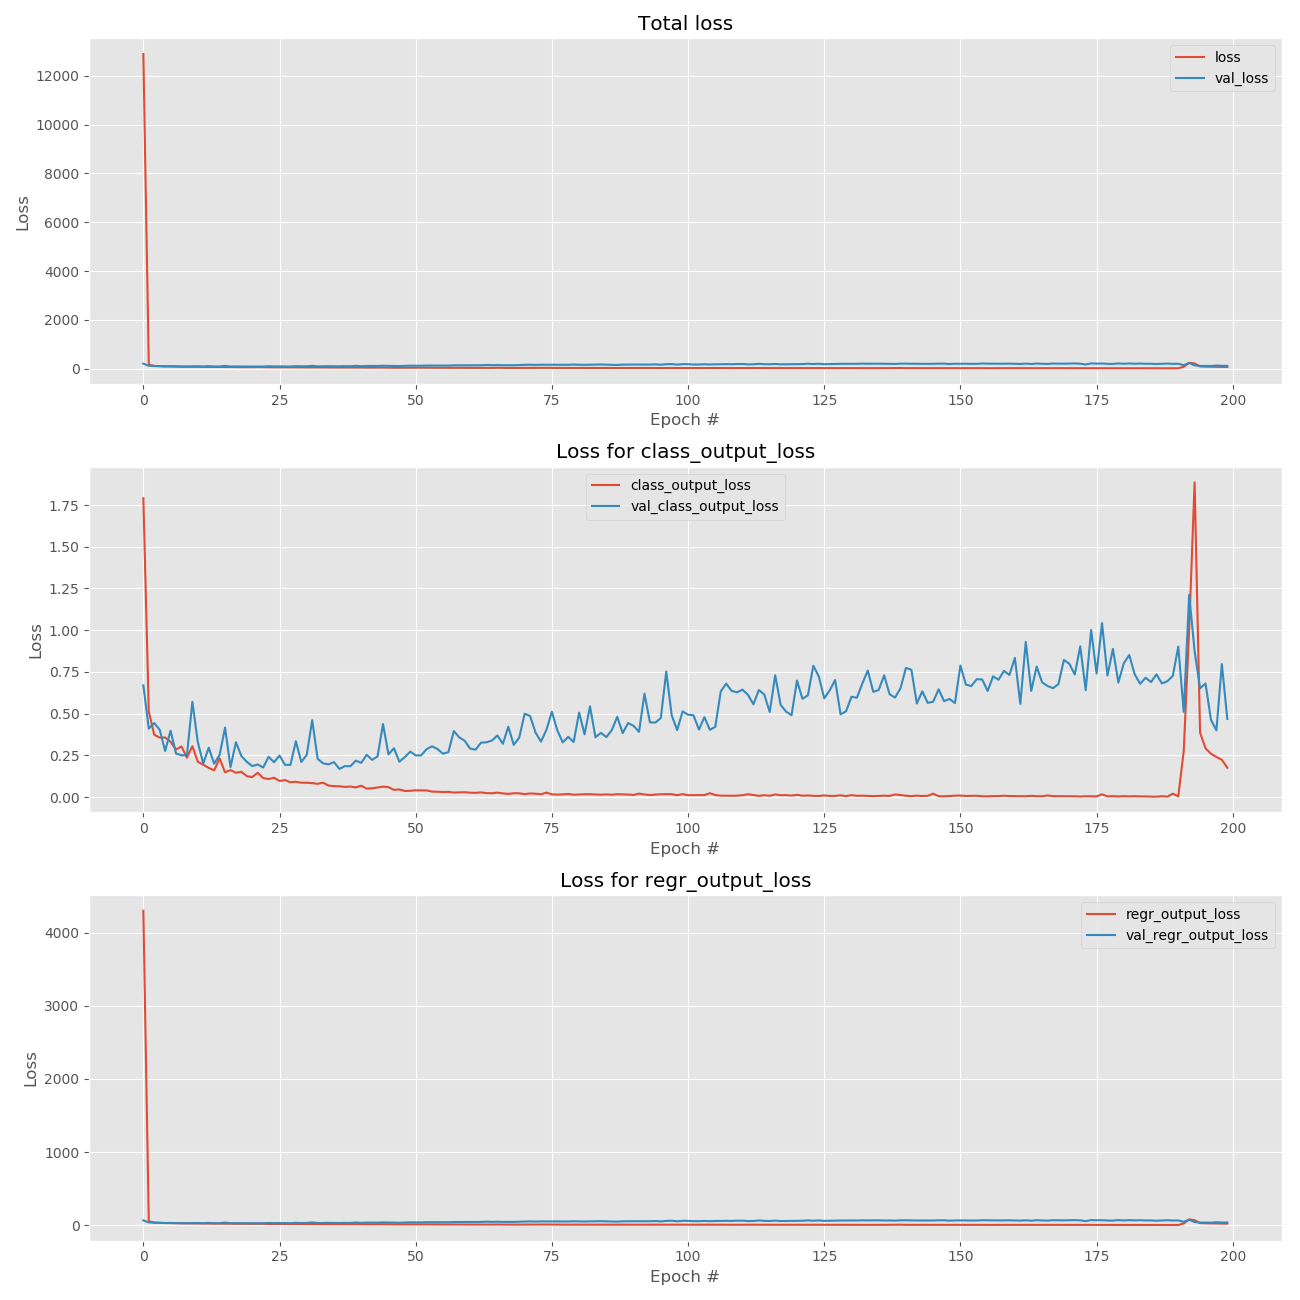 Total loss
loss
val_loss
12000
10000
8000
6000
4000
2000
0
Loss
0 25 50 75 100 125 150 175 200
Epoch #
Loss for class_output_loss
class_output_loss
val_class_output_loss
1.75
1.50
1.25
1.00
0.75
0.50
0.25
0.00
Loss
0 25 50 75 100 125 150 175 200
Epoch #
Loss for regr_output_loss
regr_output_loss
val_regr_output_loss
4000
3000
2000
1000
0
Loss
0 25 50 75 100 125 150 175 200
Epoch #